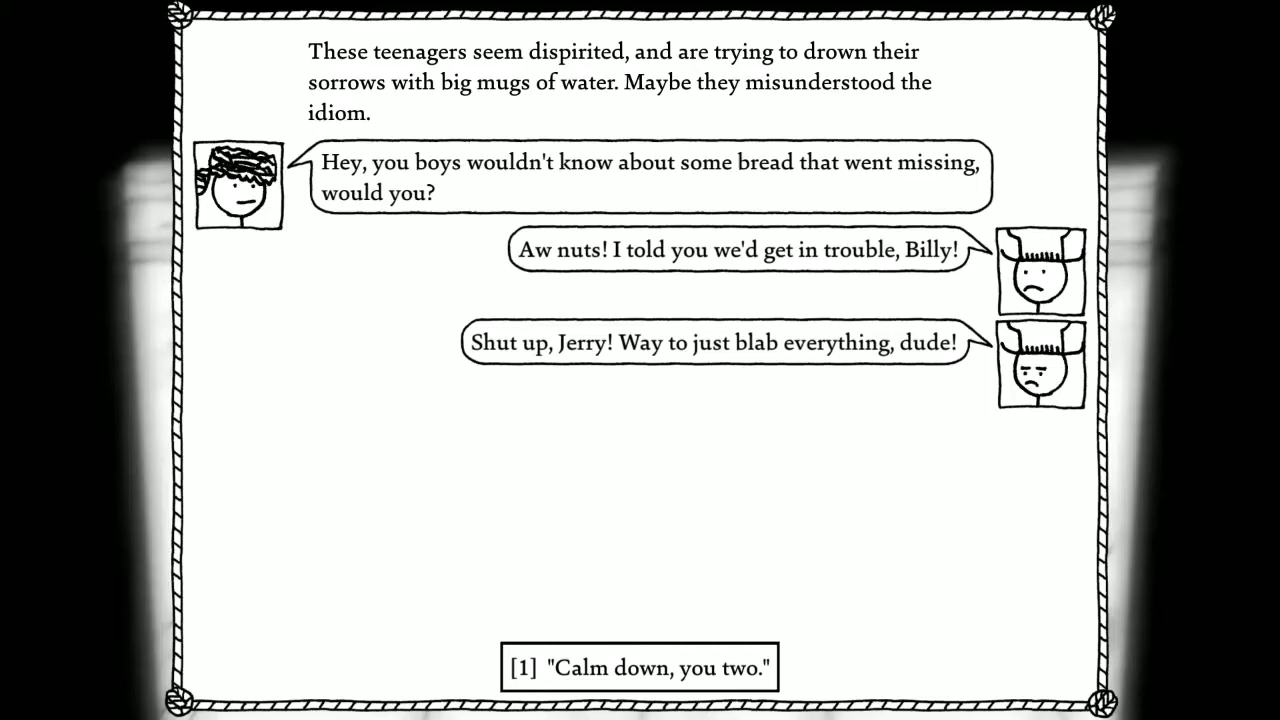 These teenagers seem dispirited, and are trying to drown their
sorrows with big mugs of water. Maybe they misunderstood the
idiom.
Hey, you boys wouldn't know about some bread that went missing,
would you?
Aw nuts! I told you we'd get in trouble, Billy!
Shut up, Jerry! Way to just blab everything, dude!
[1] "Calm down, you two."